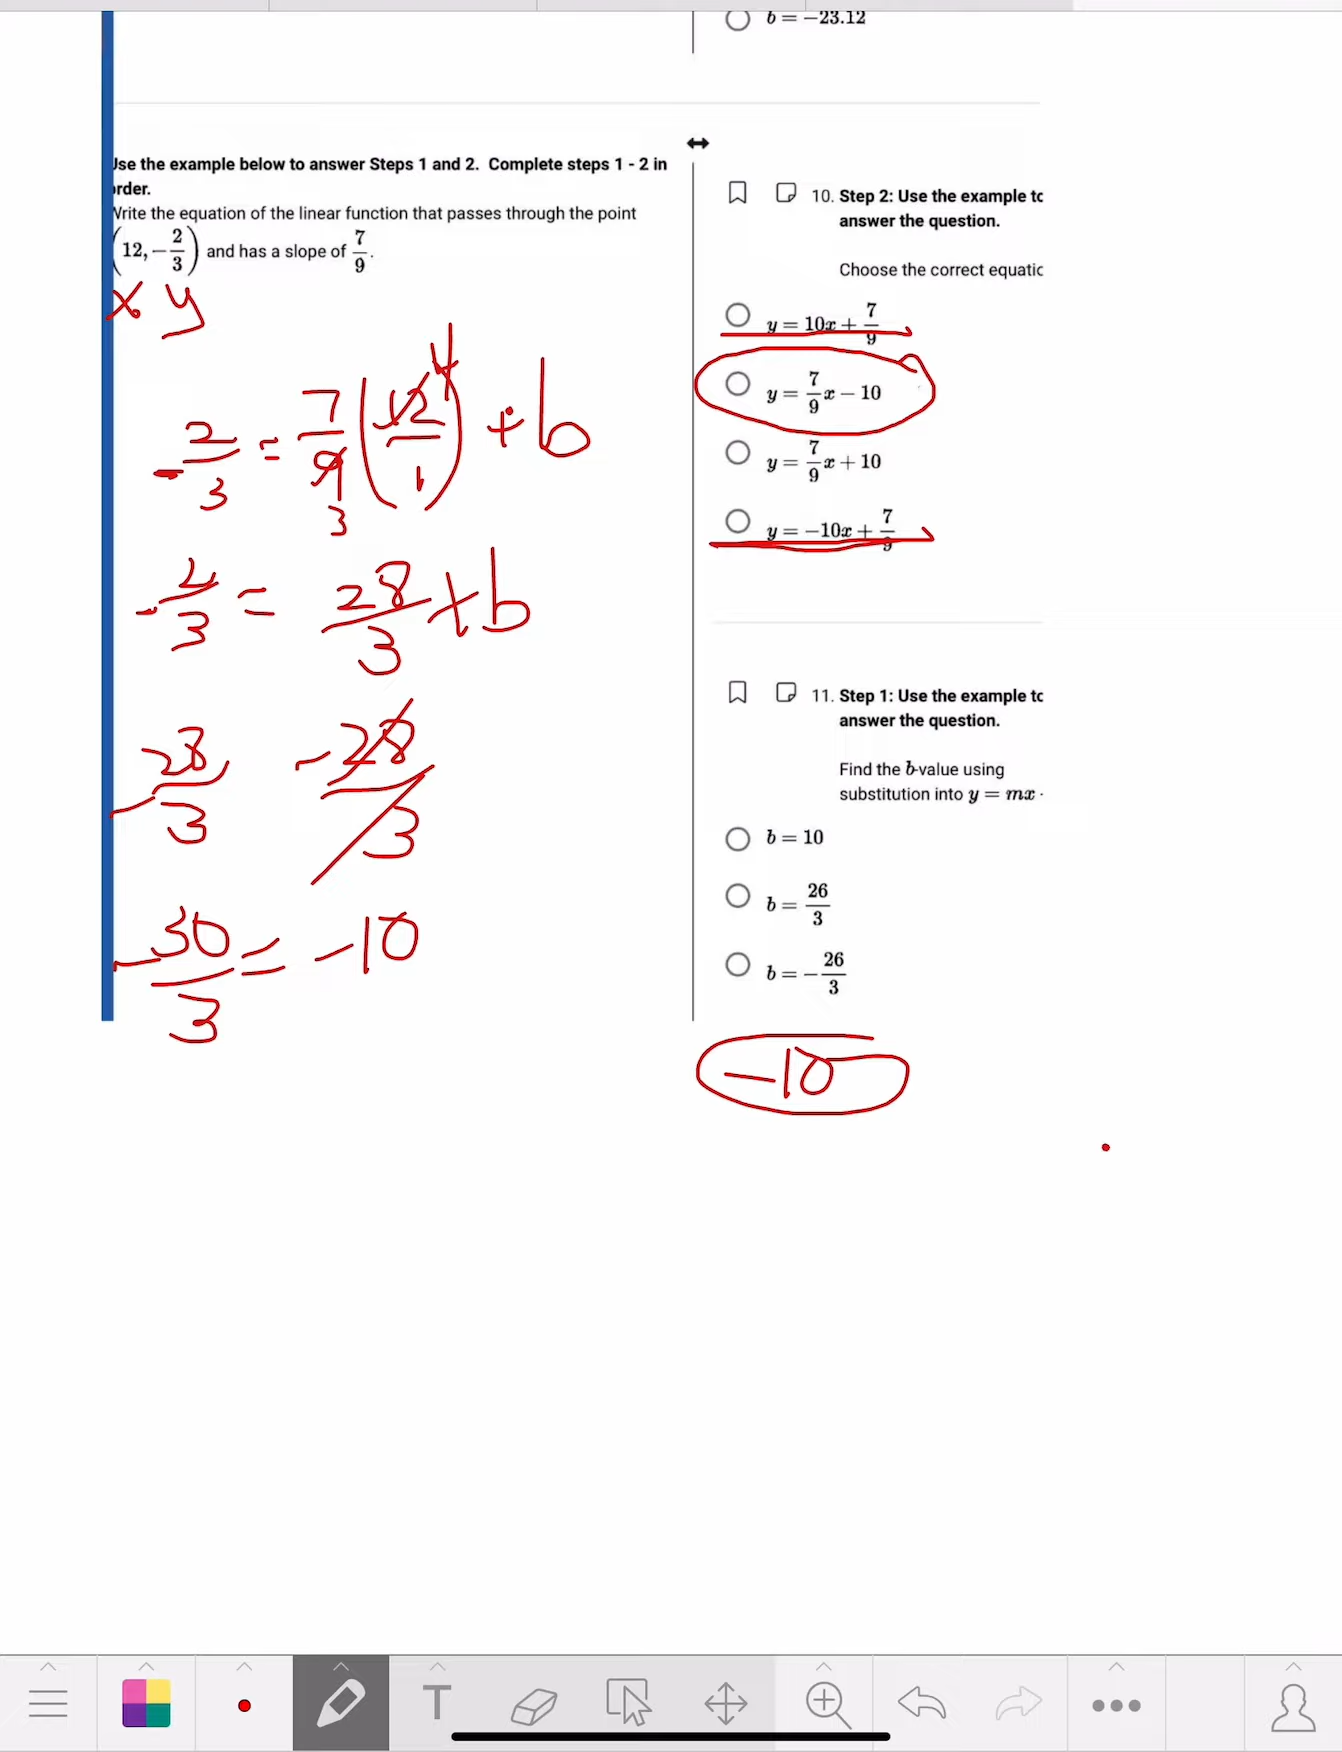 b = −23.12
Use the example below to answer Steps 1 and 2. Complete steps 1 - 2 in
order.
Write the equation of the linear function that passes through the point
(12, −2/3) and has a slope of 7/9.
x y
-2/3 = 7/9 (12/1) + b
4
3
-2/3 = 28/3 + b
-28/3 -28/3
-30/3 = -10
10. Step 2: Use the example to
answer the question.
Choose the correct equatic
y = 10x + 7/9
y = 7/9x − 10
y = 7/9x + 10
y = −10x + 7/9
11. Step 1: Use the example to
answer the question.
Find the b-value using
substitution into y = mx ·
b = 10
b = 26/3
b = −26/3
-10
T